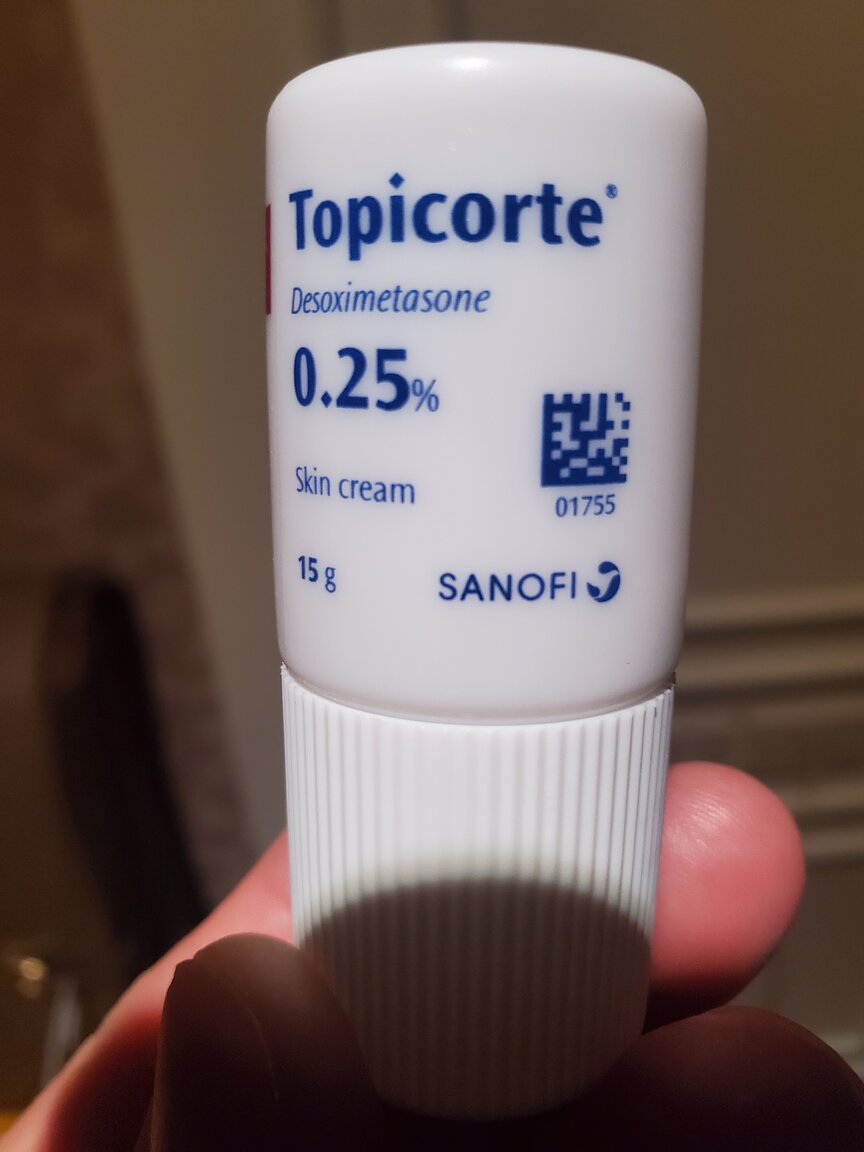 Topicorte®
Desoximetasone
0.25%
01755
Skin cream
15 g
SANOFI